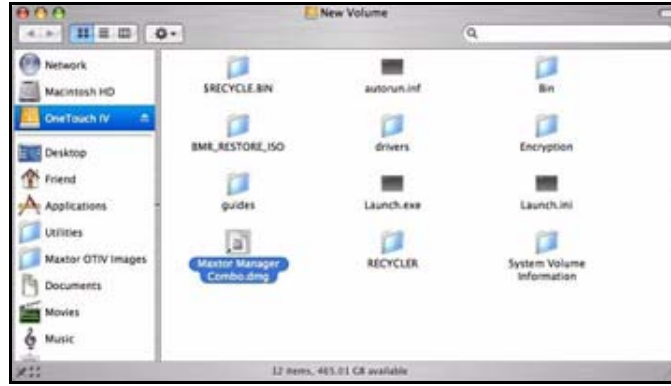 New Volume
Network
Macintosh HD
OneTouch IV
Desktop
Friend
Applications
Utilities
Maxtor OTIV Images
Documents
Movies
Music
$RECYCLE.BIN
autorun.inf
Bin
BMR_RESTORE_ISO
drivers
Encryption
guides
Launch.exe
Launch.ini
Maxtor Manager
Combo.dmg
RECYCLER
System Volume
Information
12 items, 465.01 GB available